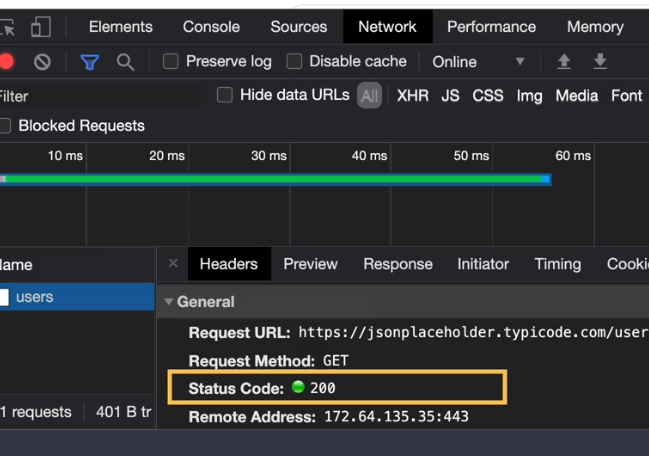 Elements Console Sources Network Performance Memory
Preserve log Disable cache Online
Filter Hide data URLs All XHR JS CSS Img Media Font
Blocked Requests
10 ms 20 ms 30 ms 40 ms 50 ms 60 ms
Name × Headers Preview Response Initiator Timing Cooki
users
General
Request URL: https://jsonplaceholder.typicode.com/user
Request Method: GET
Status Code: 200
1 requests 401 B tr
Remote Address: 172.64.135.35:443